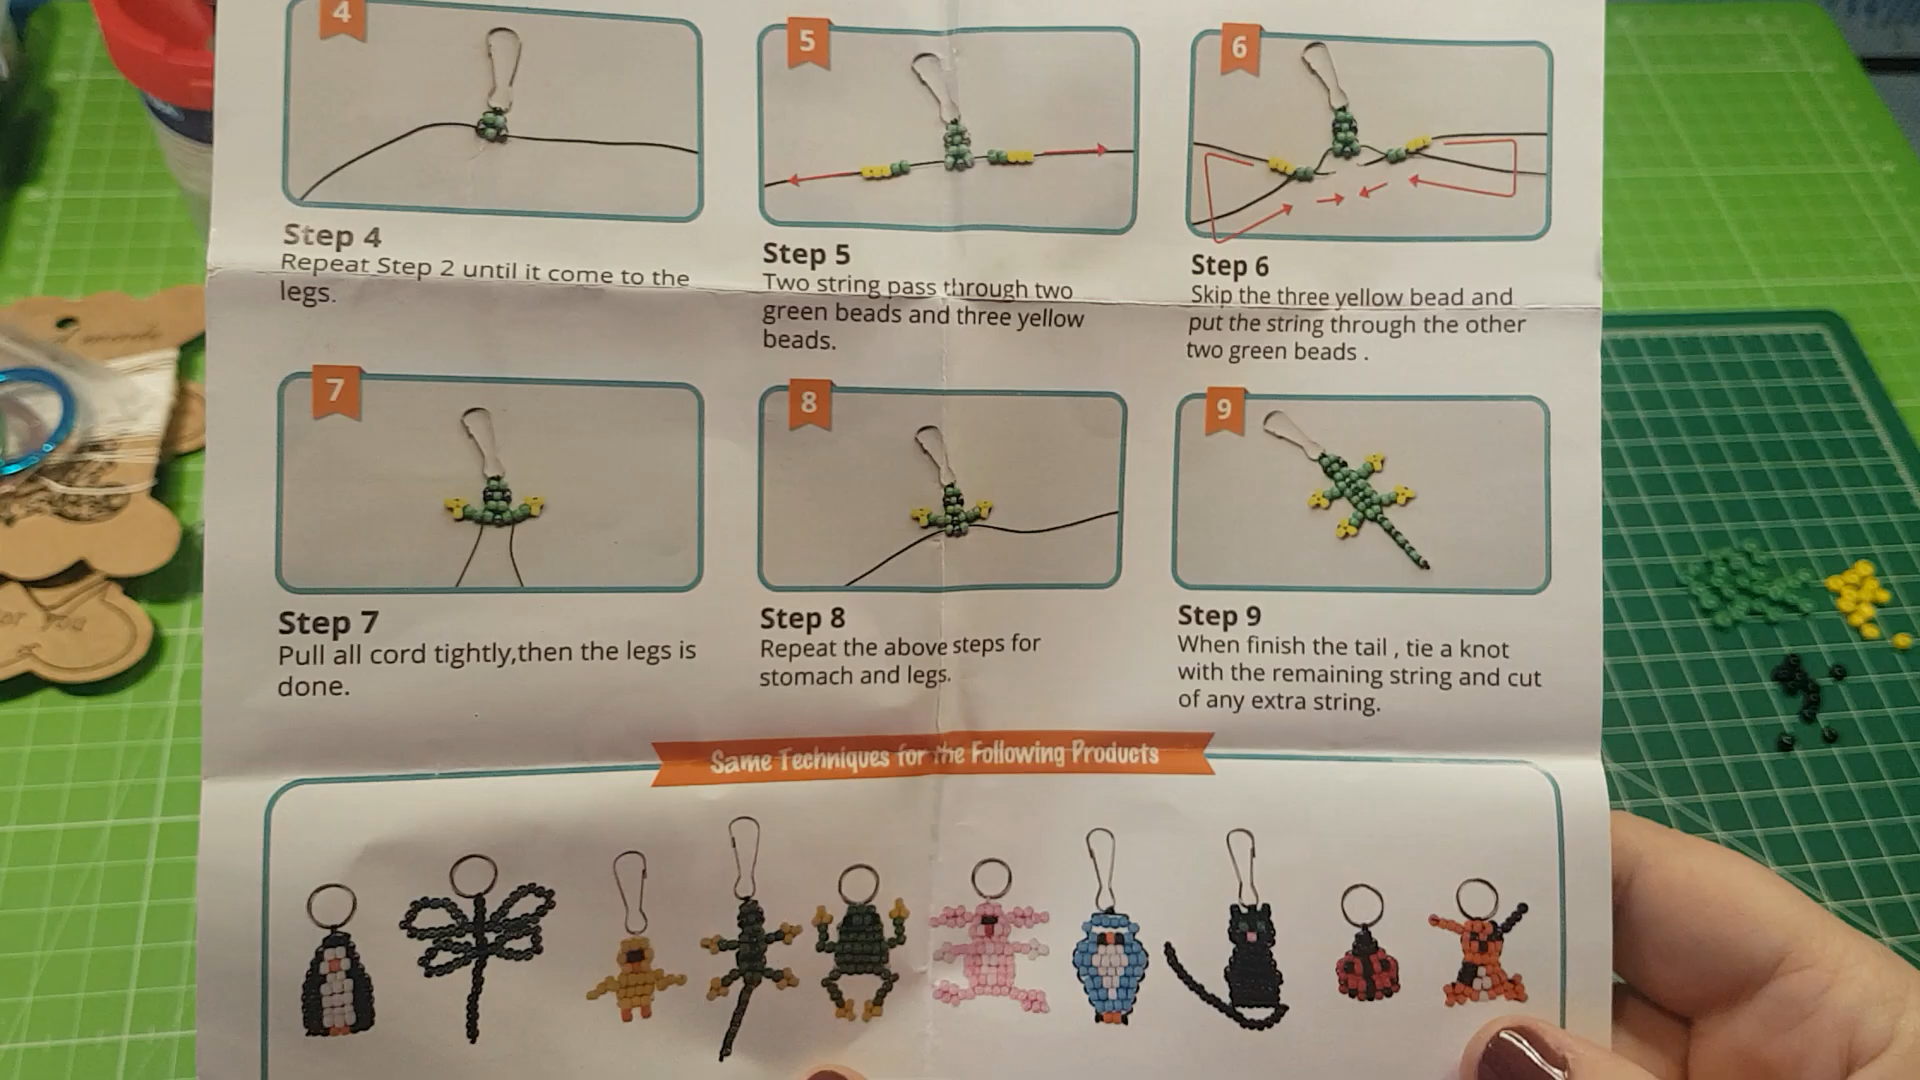 4
5
6
Step 4
Repeat Step 2 until it come to the
legs.
Step 5
Two string pass through two
green beads and three yellow
beads.
Step 6
Skip the three yellow bead and
put the string through the other
two green beads .
7
8
9
Step 7
Pull all cord tightly,then the legs is
done.
Step 8
Repeat the above steps for
stomach and legs.
Step 9
When finish the tail , tie a knot
with the remaining string and cut
of any extra string.
Same Techniques for the Following Products
for you